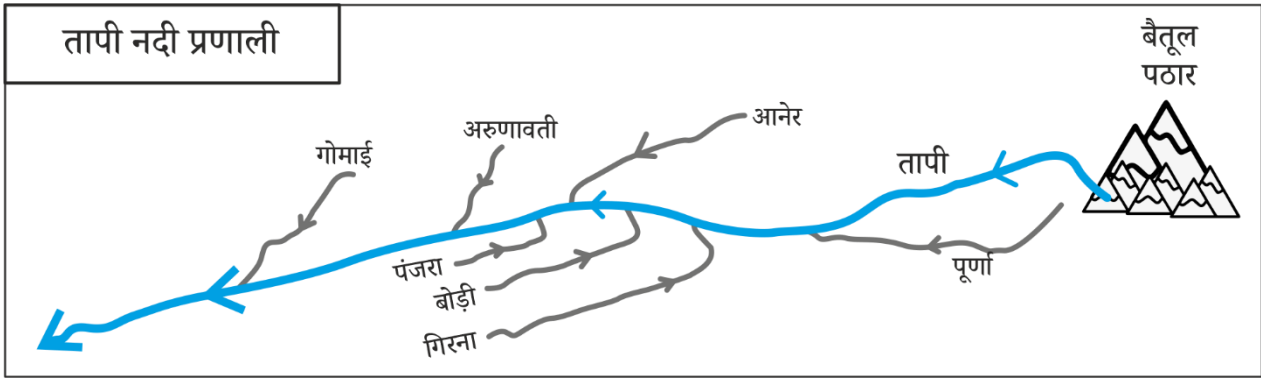 तापी नदी प्रणाली
बैतूल
पठार
आनेर
अरुणावती
गोमाई
तापी
पंजरा
बोड़ी
गिरना
पूर्णा